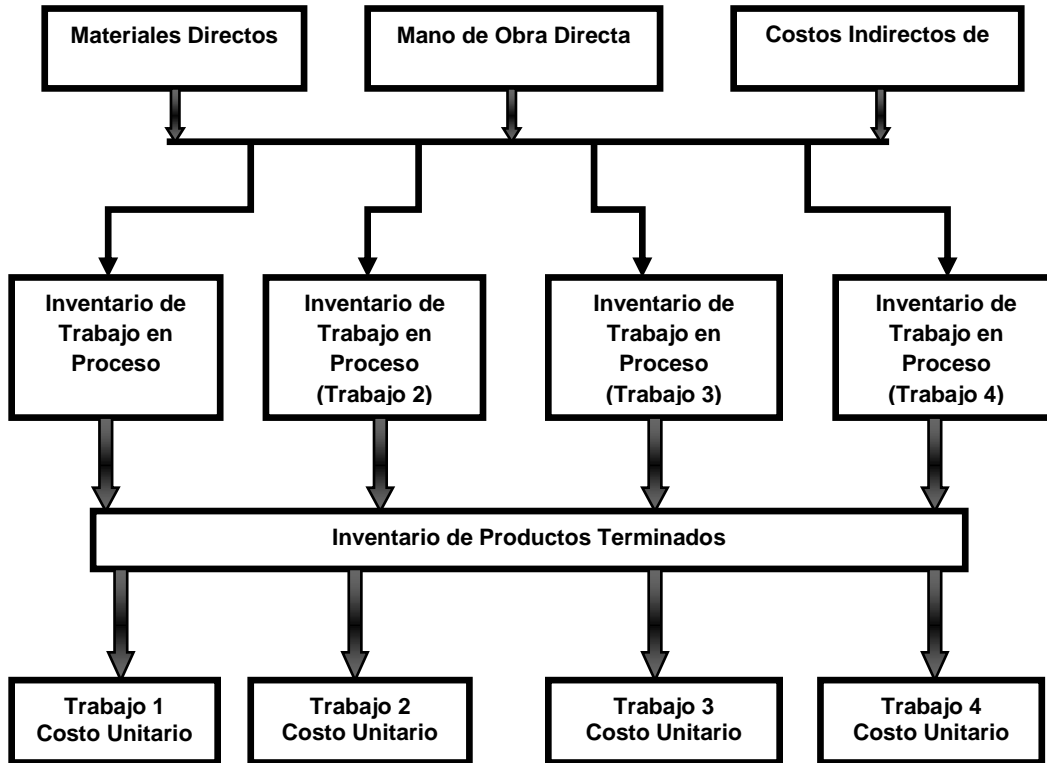 Materiales Directos
Mano de Obra Directa
Costos Indirectos de
Inventario de
Trabajo en
Proceso
Inventario de
Trabajo en
Proceso
(Trabajo 2)
Inventario de
Trabajo en
Proceso
(Trabajo 3)
Inventario de
Trabajo en
Proceso
(Trabajo 4)
Inventario de Productos Terminados
Trabajo 1
Costo Unitario
Trabajo 2
Costo Unitario
Trabajo 3
Costo Unitario
Trabajo 4
Costo Unitario